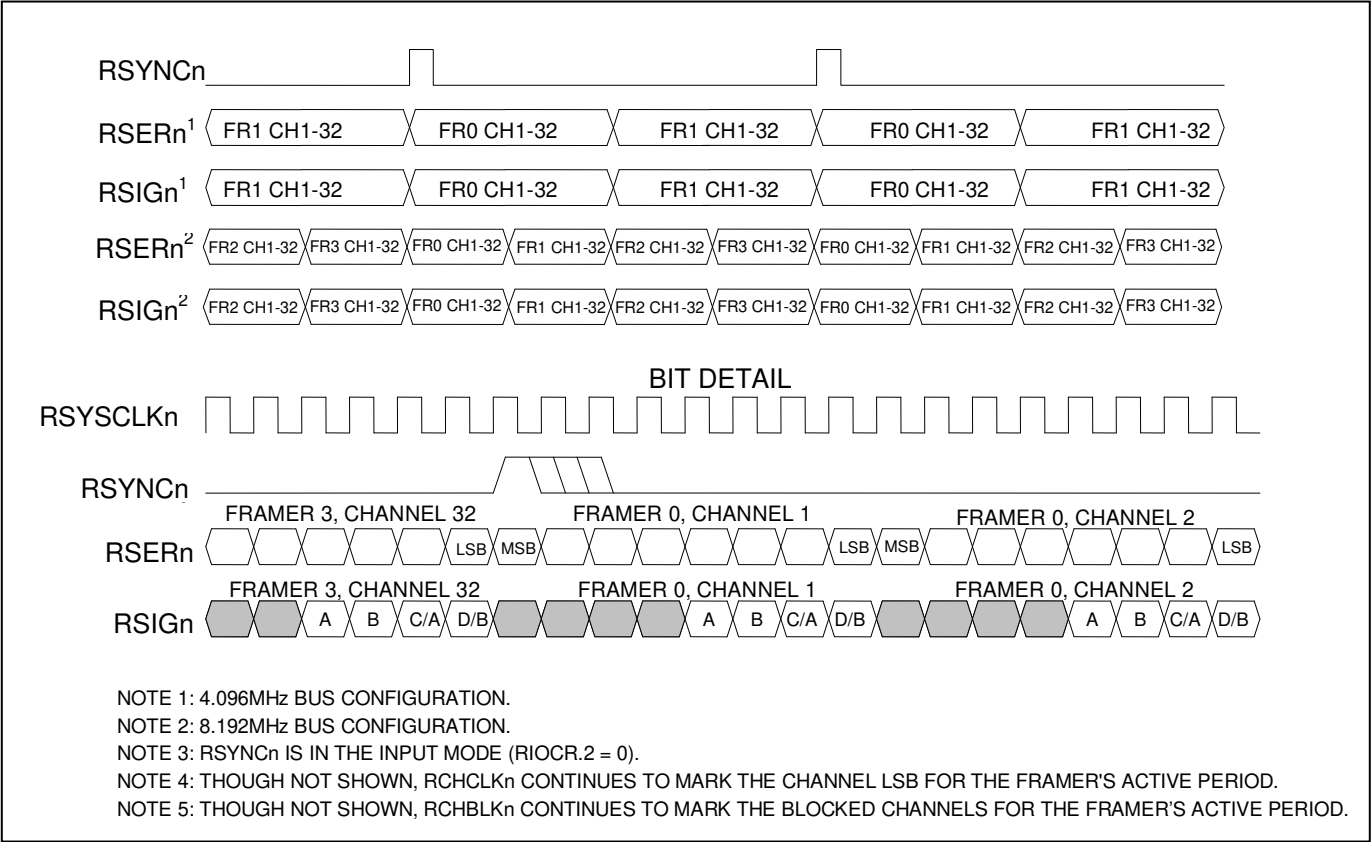 RSYNCn
RSERn1 FR1 CH1-32 FR0 CH1-32 FR1 CH1-32 FR0 CH1-32 FR1 CH1-32
RSIGn1 FR1 CH1-32 FR0 CH1-32 FR1 CH1-32 FR0 CH1-32 FR1 CH1-32
RSERn2 FR2 CH1-32 FR3 CH1-32 FR0 CH1-32 FR1 CH1-32 FR2 CH1-32 FR3 CH1-32 FR0 CH1-32 FR1 CH1-32 FR2 CH1-32 FR3 CH1-32
RSIGn2 FR2 CH1-32 FR3 CH1-32 FR0 CH1-32 FR1 CH1-32 FR2 CH1-32 FR3 CH1-32 FR0 CH1-32 FR1 CH1-32 FR2 CH1-32 FR3 CH1-32
BIT DETAIL
RSYSCLKn
RSYNCn
FRAMER 3, CHANNEL 32 FRAMER 0, CHANNEL 1 FRAMER 0, CHANNEL 2
RSERn LSB MSB LSB MSB LSB
FRAMER 3, CHANNEL 32 FRAMER 0, CHANNEL 1 FRAMER 0, CHANNEL 2
RSIGn A B C/A D/B A B C/A D/B A B C/A D/B
NOTE 1: 4.096MHz BUS CONFIGURATION.
NOTE 2: 8.192MHz BUS CONFIGURATION.
NOTE 3: RSYNCn IS IN THE INPUT MODE (RIOCR.2 = 0).
NOTE 4: THOUGH NOT SHOWN, RCHCLKn CONTINUES TO MARK THE CHANNEL LSB FOR THE FRAMER'S ACTIVE PERIOD.
NOTE 5: THOUGH NOT SHOWN, RCHBLKn CONTINUES TO MARK THE BLOCKED CHANNELS FOR THE FRAMER’S ACTIVE PERIOD.